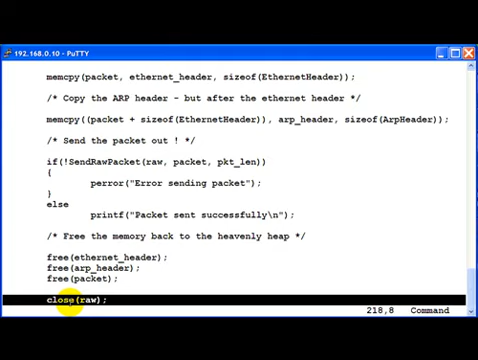 192.168.0.10 - PuTTY
memcpy(packet, ethernet_header, sizeof(EthernetHeader));
/* Copy the ARP header - but after the ethernet header */
memcpy((packet + sizeof(EthernetHeader)), arp_header, sizeof(ArpHeader));
/* Send the packet out ! */
if(!SendRawPacket(raw, packet, pkt_len))
{
perror("Error sending packet");
}
else
printf("Packet sent successfully\n");
/* Free the memory back to the heavenly heap */
free(ethernet_header);
free(arp_header);
free(packet);
close(raw);
218,8 Command